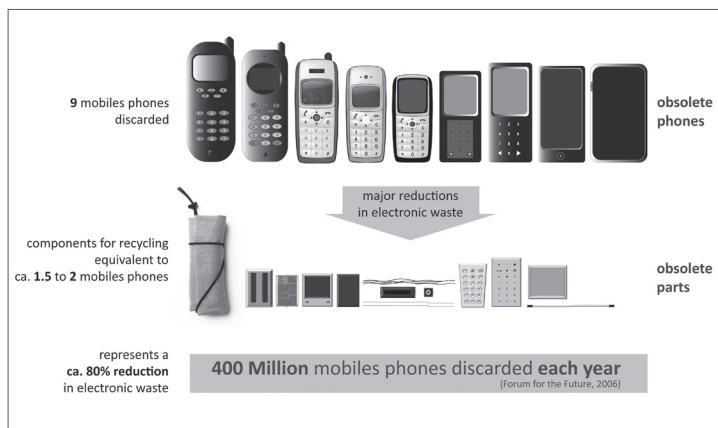 9 mobiles phones
discarded
obsolete
phones
major reductions
in electronic waste
components for recycling
equivalent to
ca. 1.5 to 2 mobiles phones
obsolete
parts
represents a
ca. 80% reduction
in electronic waste
400 Million mobiles phones discarded each year
(Forum for the Future, 2006)